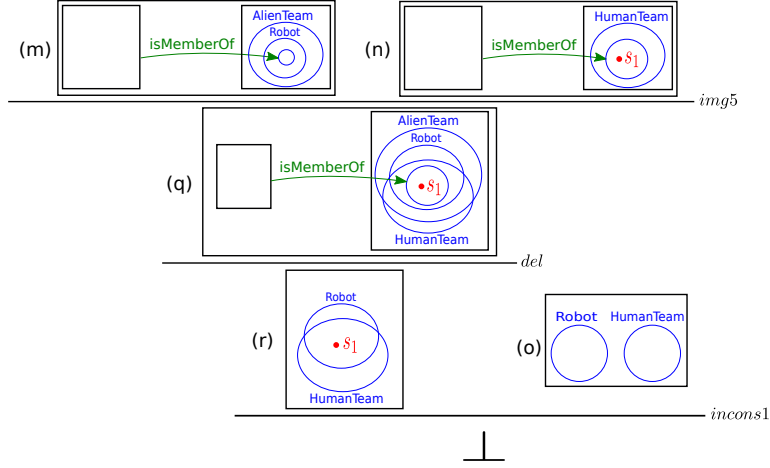 (m) isMemberOf AlienTeam Robot
(n) isMemberOf HumanTeam s₁
img5
(q) isMemberOf AlienTeam Robot s₁ HumanTeam
del
(r) Robot s₁ HumanTeam
(o) Robot HumanTeam
incons1
⊥